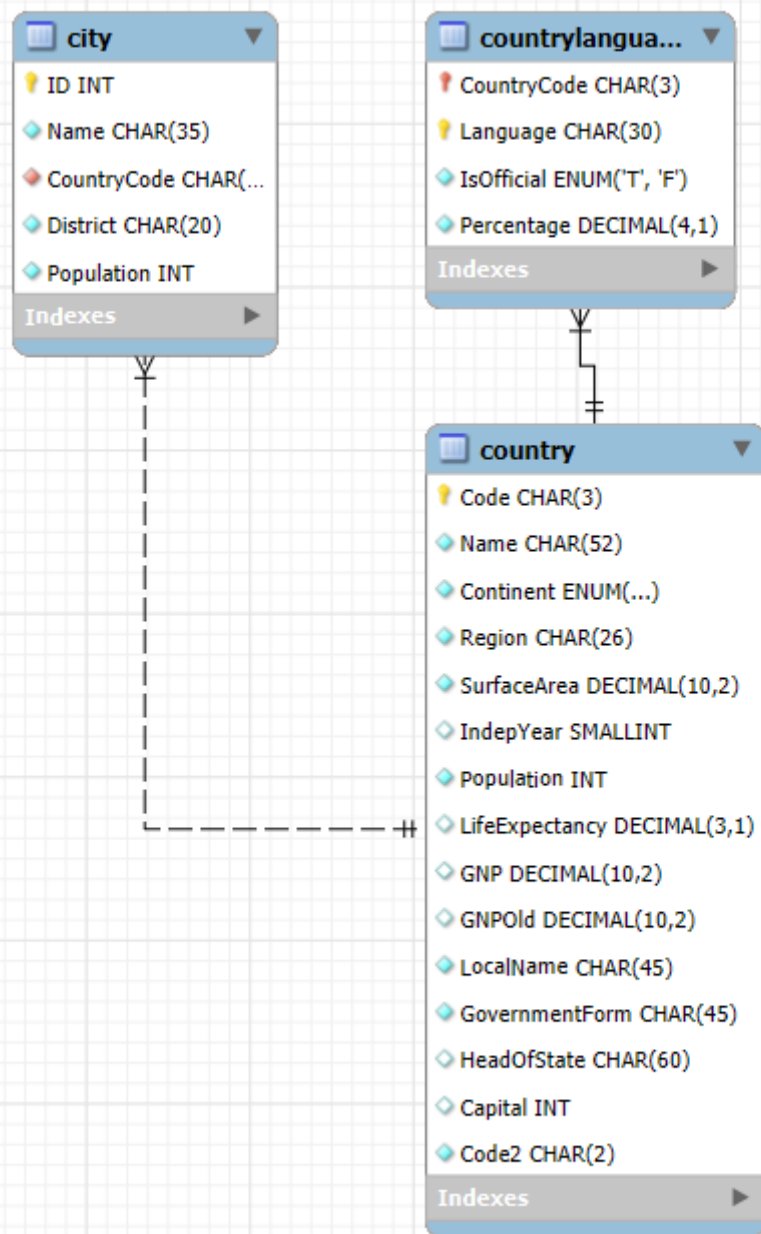 city
ID INT
Name CHAR(35)
CountryCode CHAR(...
District CHAR(20)
Population INT
Indexes
countrylangua...
CountryCode CHAR(3)
Language CHAR(30)
IsOfficial ENUM('T', 'F')
Percentage DECIMAL(4,1)
Indexes
country
Code CHAR(3)
Name CHAR(52)
Continent ENUM(...)
Region CHAR(26)
SurfaceArea DECIMAL(10,2)
IndepYear SMALLINT
Population INT
LifeExpectancy DECIMAL(3,1)
GNP DECIMAL(10,2)
GNPOld DECIMAL(10,2)
LocalName CHAR(45)
GovernmentForm CHAR(45)
HeadOfState CHAR(60)
Capital INT
Code2 CHAR(2)
Indexes